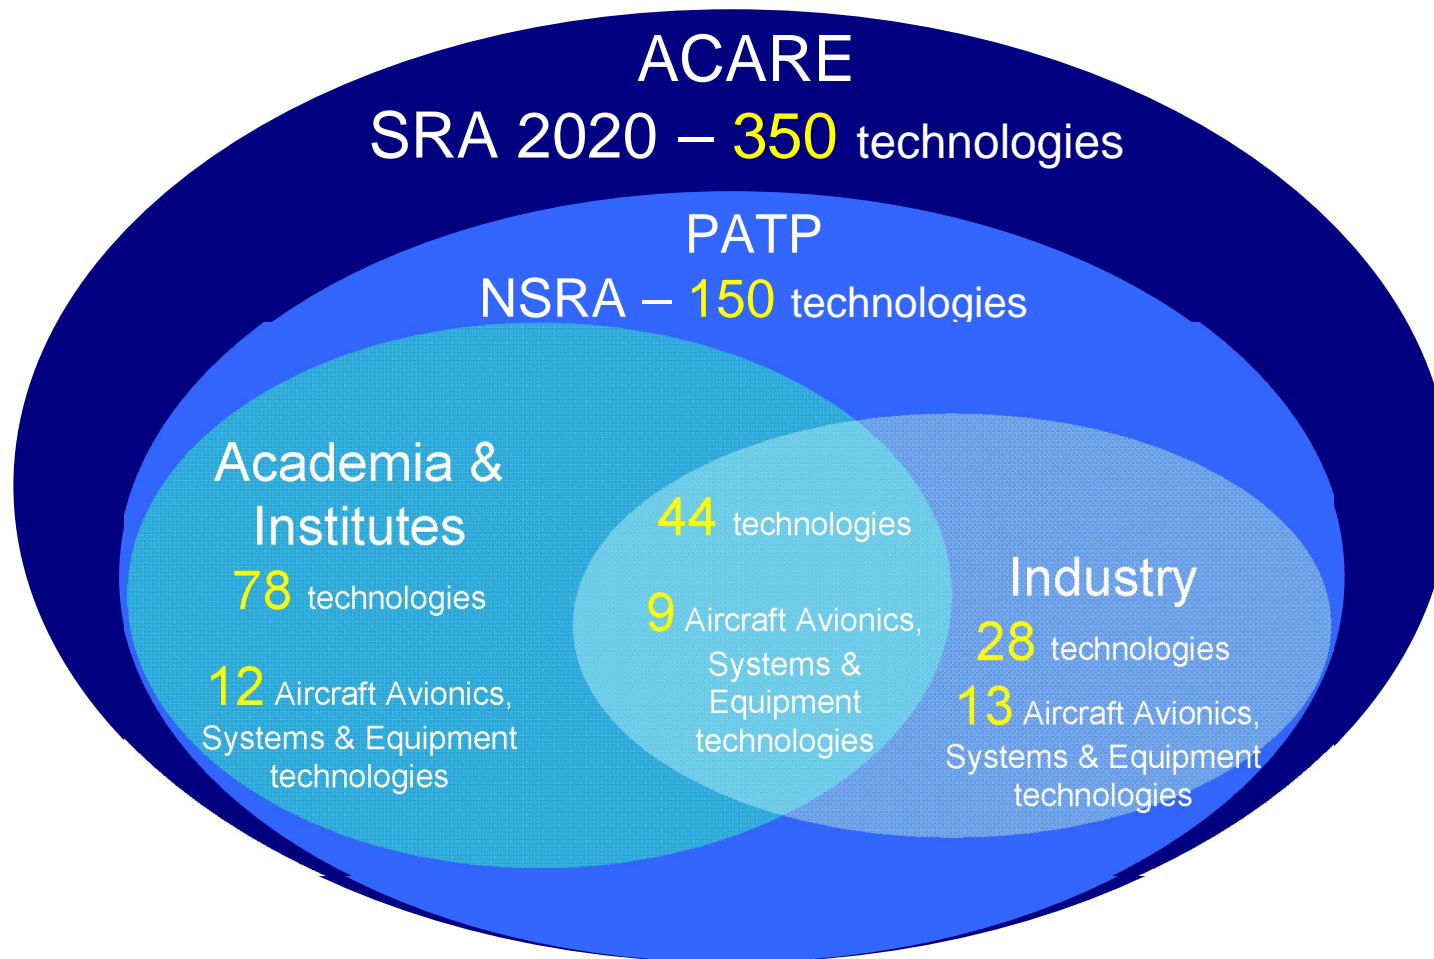 ACARE
SRA 2020 – 350 technologies
PATP
NSRA – 150 technologies
Academia &
Institutes
78 technologies
12 Aircraft Avionics,
Systems & Equipment
technologies
44 technologies
9 Aircraft Avionics,
Systems &
Equipment
technologies
Industry
28 technologies
13 Aircraft Avionics,
Systems & Equipment
technologies